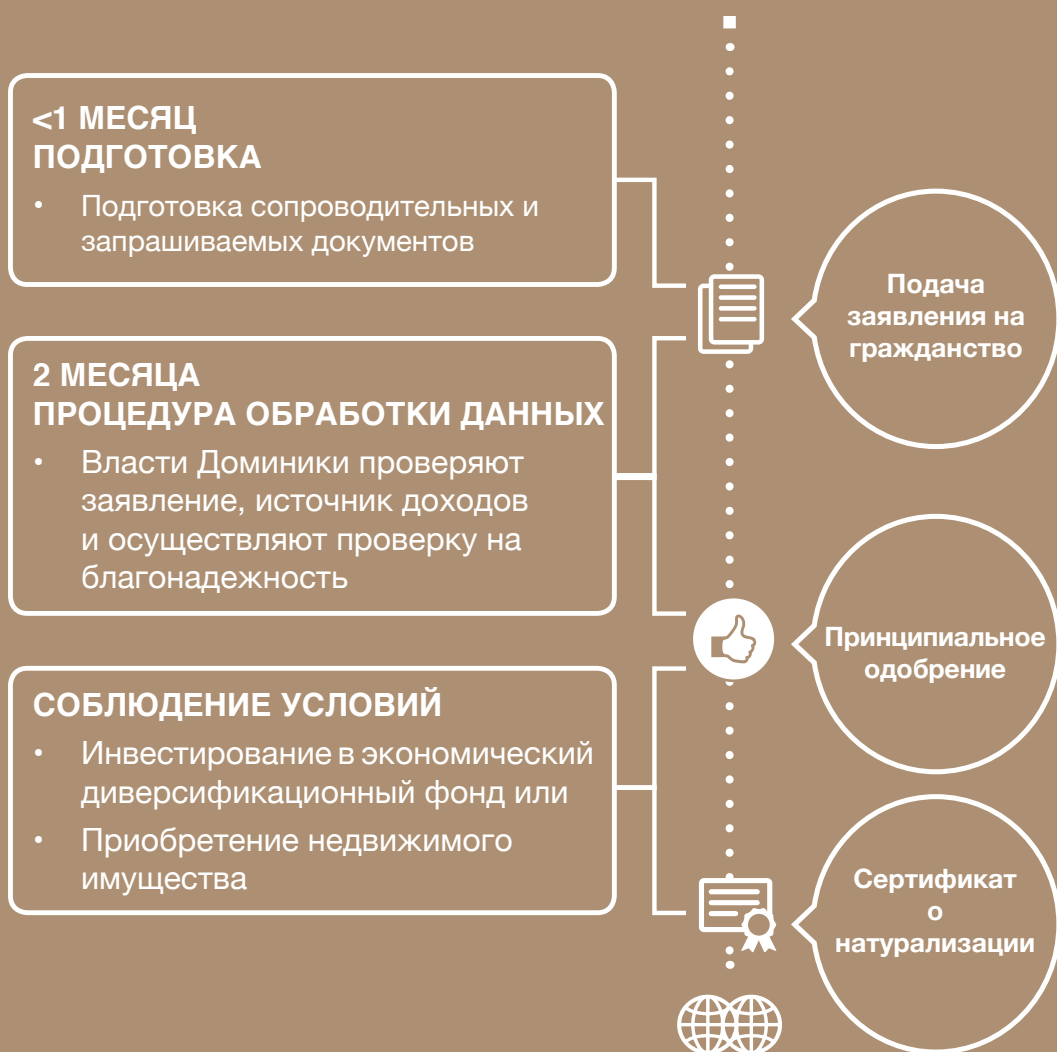 <1 МЕСЯЦ
ПОДГОТОВКА
• Подготовка сопроводительных и
запрашиваемых документов
Подача
заявления на
гражданство
2 МЕСЯЦА
ПРОЦЕДУРА ОБРАБОТКИ ДАННЫХ
• Власти Доминики проверяют
заявление, источник доходов
и осуществляют проверку на
благонадежность
Принципиальное
одобрение
СОБЛЮДЕНИЕ УСЛОВИЙ
• Инвестирование в экономический
диверсификационный фонд или
• Приобретение недвижимого
имущества
Сертификат
о
натурализации